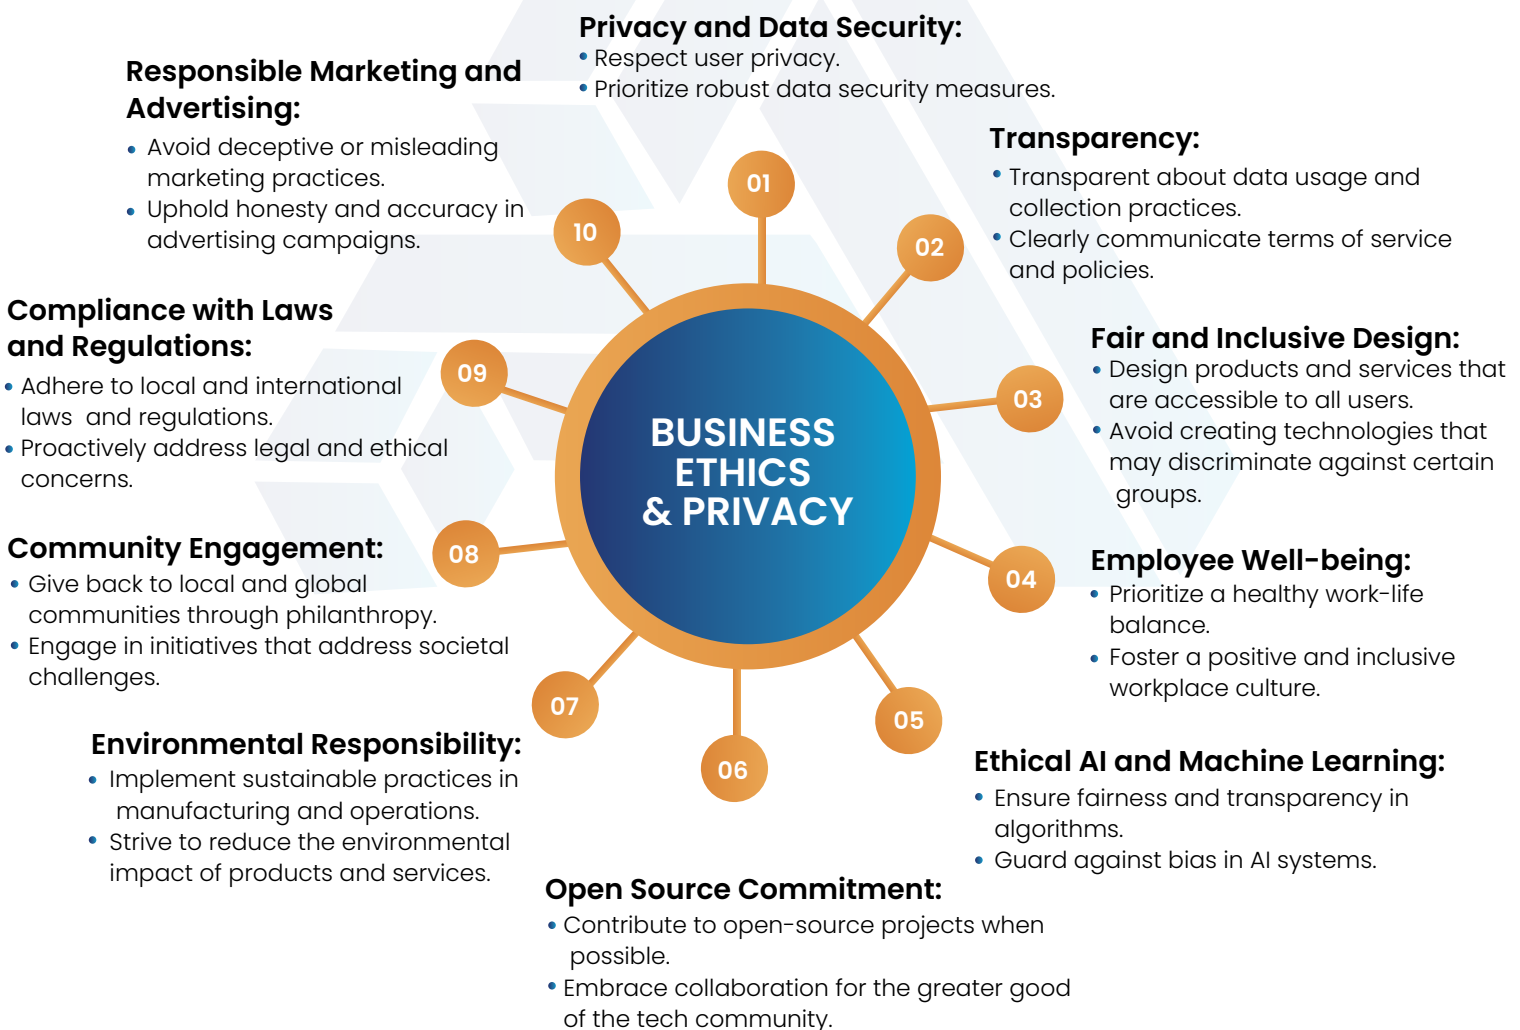 Privacy and Data Security:
• Respect user privacy.
• Prioritize robust data security measures.
01
Transparency:
• Transparent about data usage and
collection practices.
• Clearly communicate terms of service
and policies.
02
Fair and Inclusive Design:
• Design products and services that
are accessible to all users.
• Avoid creating technologies that
may discriminate against certain
groups.
03
Employee Well-being:
• Prioritize a healthy work-life
balance.
• Foster a positive and inclusive
workplace culture.
04
Ethical AI and Machine Learning:
• Ensure fairness and transparency in
algorithms.
• Guard against bias in AI systems.
05
Open Source Commitment:
• Contribute to open-source projects when
possible.
• Embrace collaboration for the greater good
of the tech community.
06
Environmental Responsibility:
• Implement sustainable practices in
manufacturing and operations.
• Strive to reduce the environmental
impact of products and services.
07
Community Engagement:
• Give back to local and global
communities through philanthropy.
• Engage in initiatives that address societal
challenges.
08
Compliance with Laws
and Regulations:
• Adhere to local and international
laws and regulations.
• Proactively address legal and ethical
concerns.
09
Responsible Marketing and
Advertising:
• Avoid deceptive or misleading
marketing practices.
• Uphold honesty and accuracy in
advertising campaigns.
10
BUSINESS
ETHICS
& PRIVACY